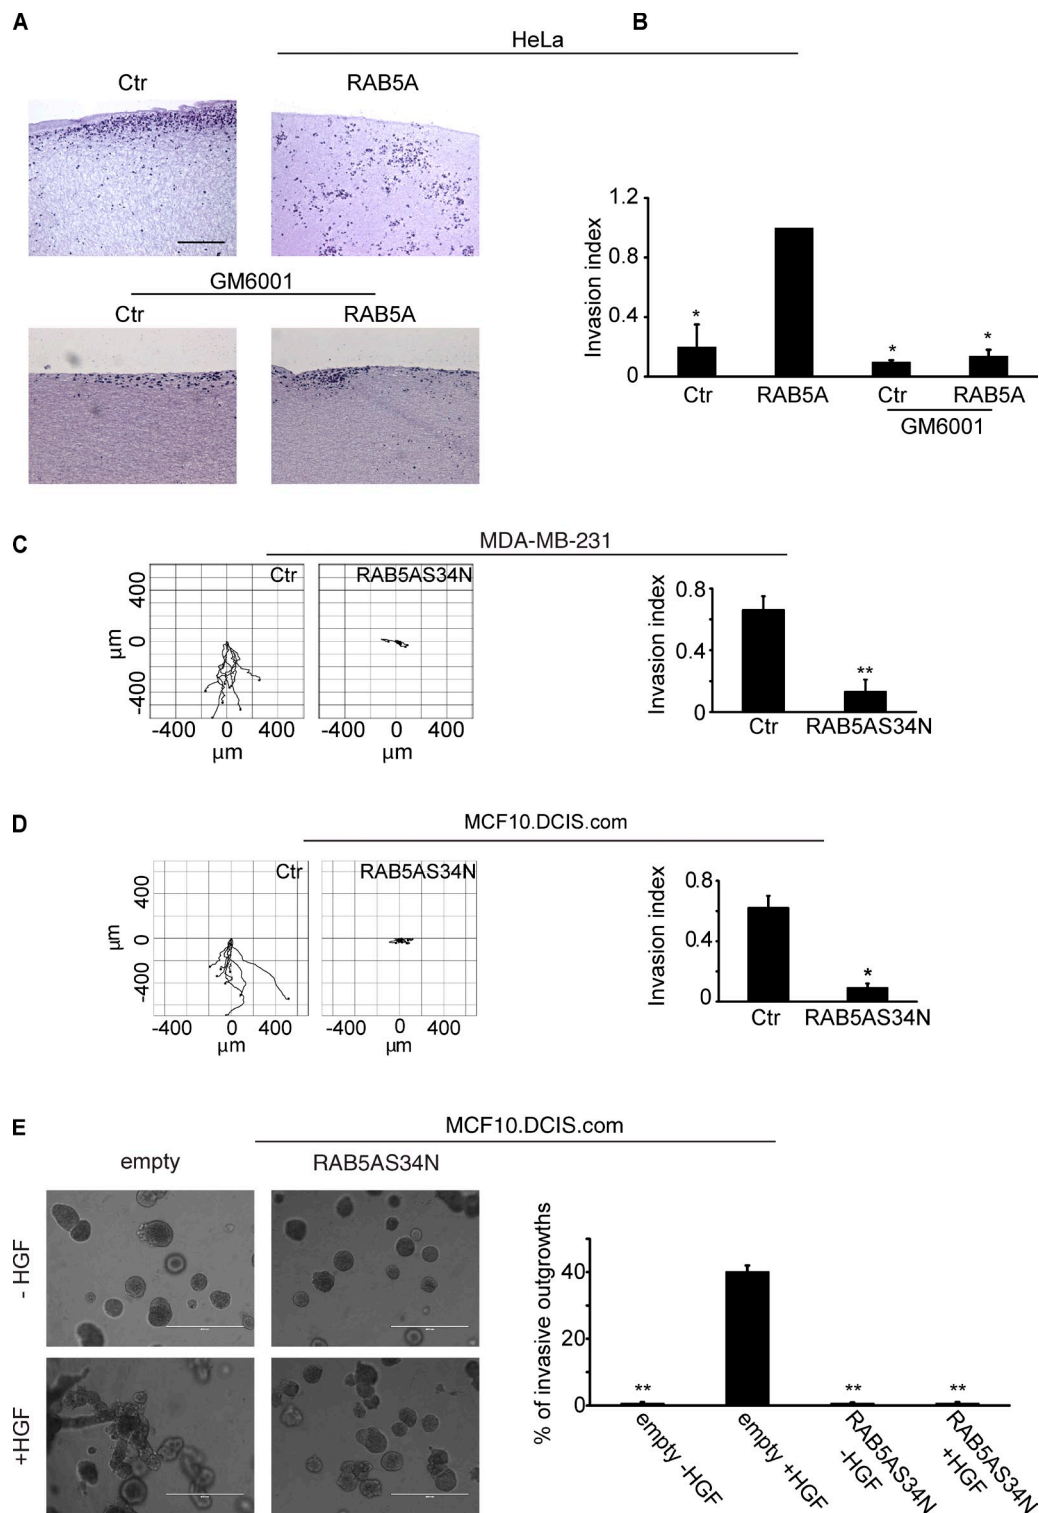 A
B
HeLa
Ctr
RAB5A
GM6001
Ctr
RAB5A
Invasion index
1.2
0.8
0.4
0
*
*
*
Ctr
RAB5A
Ctr
RAB5A
GM6001
C
MDA-MB-231
Ctr
RAB5AS34N
µm
400
0
-400
-400
0
400
-400
0
400
µm
µm
Invasion index
0.8
0.4
0
**
Ctr
RAB5AS34N
D
MCF10.DCIS.com
Ctr
RAB5AS34N
µm
400
0
-400
-400
0
400
-400
0
400
µm
µm
Invasion index
0.8
0.4
0
*
Ctr
RAB5AS34N
E
MCF10.DCIS.com
empty
RAB5AS34N
- HGF
+HGF
% of invasive outgrowths
40
20
0
**
**
**
empty -HGF
empty +HGF
RAB5AS34N
-HGF
RAB5AS34N
+HGF